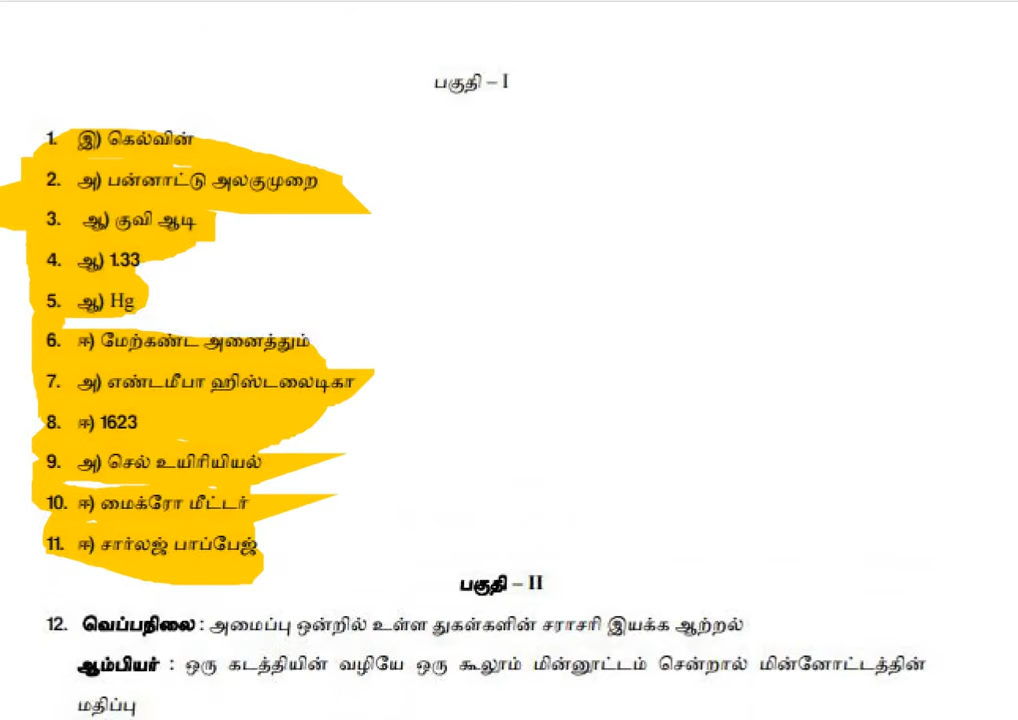 பகுதி – I
1. இ) கெல்வின்
2. அ) பன்னாட்டு அலகுமுறை
3. ஆ) குவி ஆடி
4. ஆ) 1.33
5. ஆ) Hg
6. ஈ) மேற்கண்ட அனைத்தும்
7. அ) எண்டமீபா ஹிஸ்டலைடிகா
8. ஈ) 1623
9. அ) செல் உயிரியியல்
10. ஈ) மைக்ரோ மீட்டர்
11. ஈ) சார்லஜ் பாப்பேஜ்
பகுதி – II
12. வெப்பநிலை : அமைப்பு ஒன்றில் உள்ள துகள்களின் சராசரி இயக்க ஆற்றல்
ஆம்பியர் : ஒரு கடத்தியின் வழியே ஒரு கூலூம் மின்னூட்டம் சென்றால் மின்னோட்டத்தின்
மதிப்பு